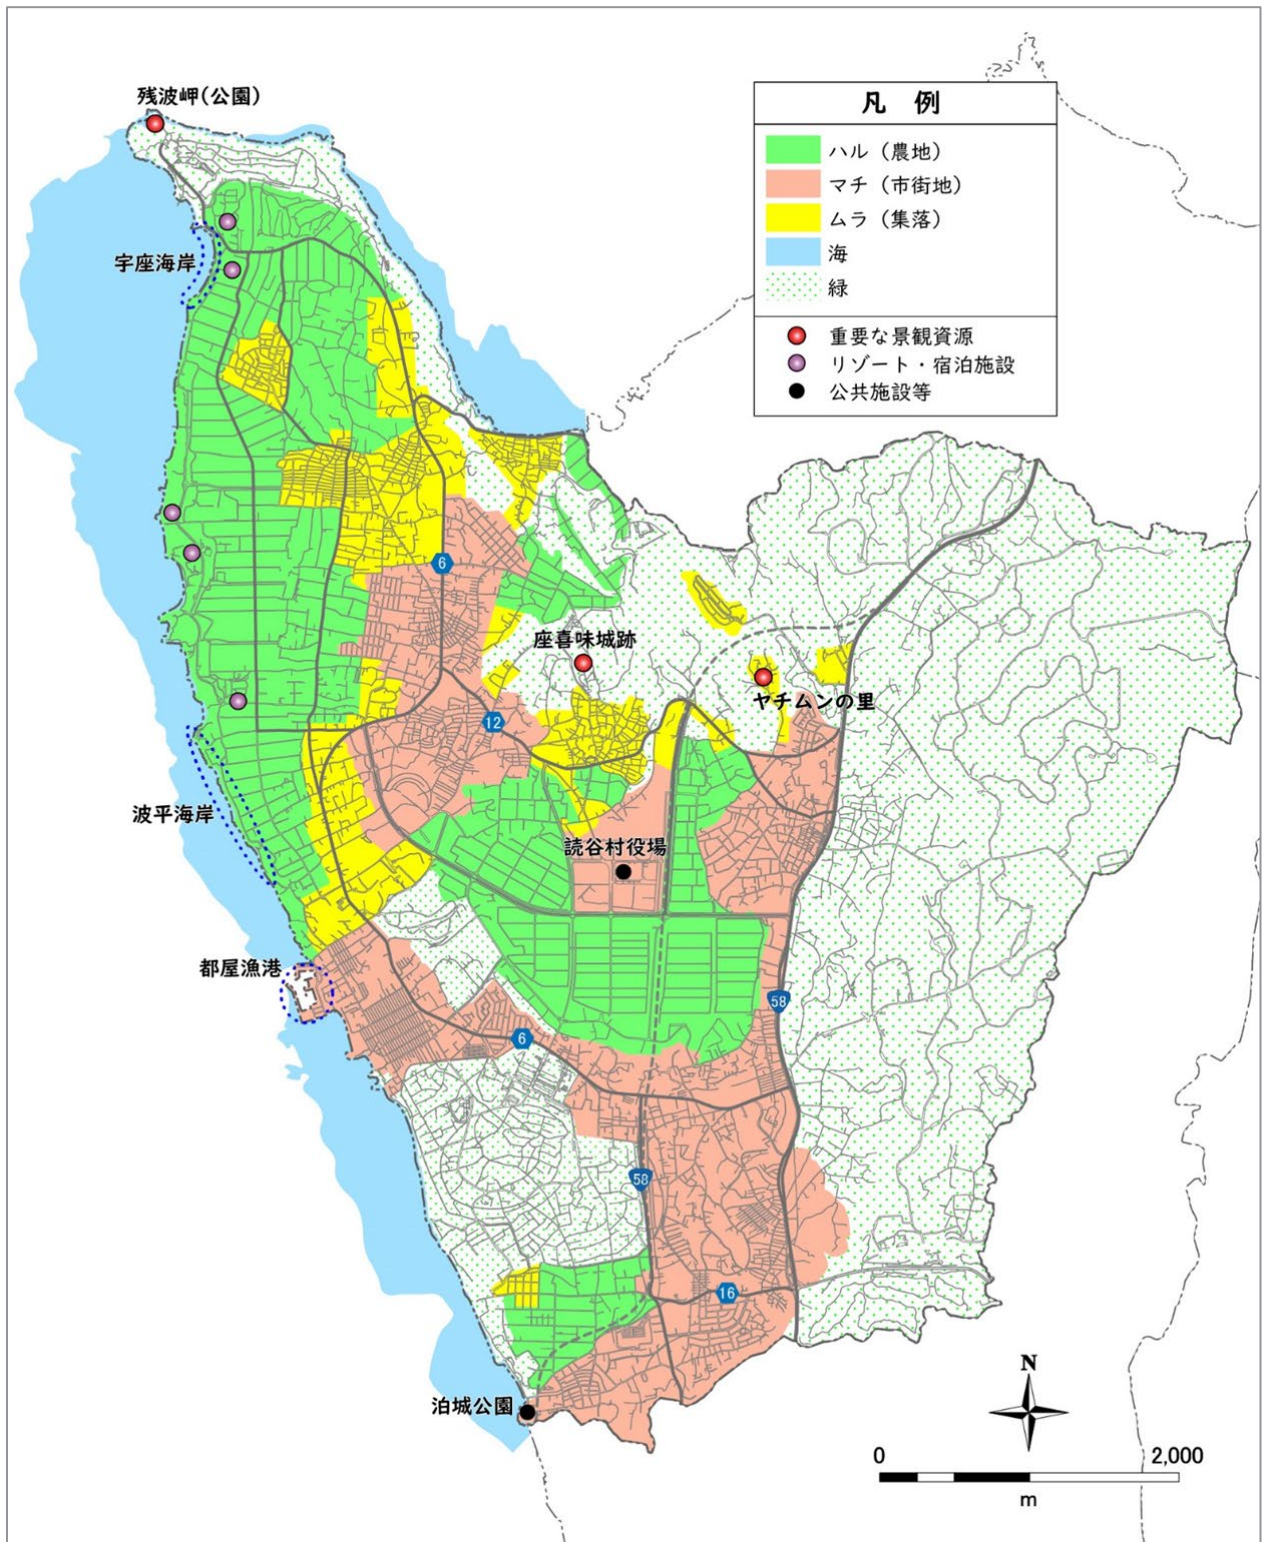 残波岬(公園)
凡 例
ハル（農地）
マチ（市街地）
ムラ（集落）
海
緑
重要な景観資源
リゾート・宿泊施設
公共施設等
宇座海岸
6
座喜味城跡
ヤチムンの里
12
波平海岸
読谷村役場
都屋漁港
58
6
58
16
泊城公園
N
0 2,000
m